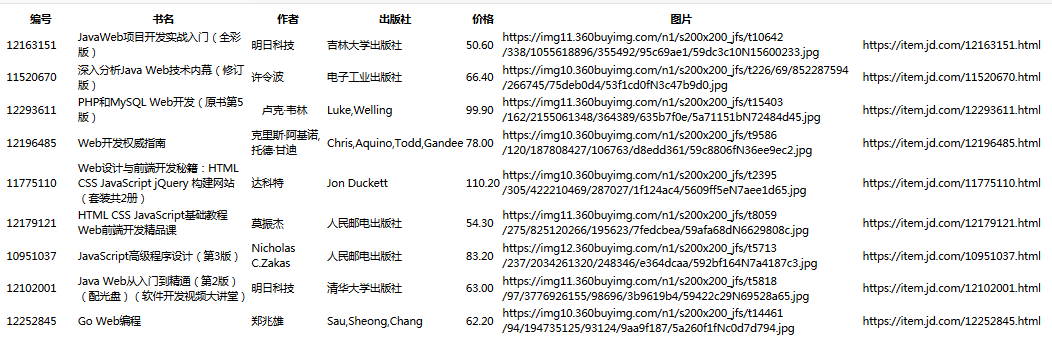 编号 书名 作者 出版社 价格 图片
12163151 JavaWeb项目开发实战入门（全彩 明日科技 吉林大学出版社 50.60 https://img11.360buyimg.com/n1/s200x200_jfs/t10642 https://item.jd.com/12163151.html
版） /338/1055618896/355492/95c69ae1/59dc3c10N15600233.jpg
11520670 深入分析Java Web技术内幕（修订 许令波 电子工业出版社 66.40 https://img10.360buyimg.com/n1/s200x200_jfs/t226/69/852287594 https://item.jd.com/11520670.html
版） /266745/75deb0d4/53f1cd0fN3c47b9d0.jpg
12293611 PHP和MySQL Web开发（原书第5 卢克·韦林 Luke,Welling 99.90 https://img11.360buyimg.com/n1/s200x200_jfs/t15403 https://item.jd.com/12293611.html
版） /162/2155061348/364389/635b7f0e/5a71151bN72484d45.jpg
12196485 Web开发权威指南 克里斯·阿基诺, Chris,Aquino,Todd,Gandee 78.00 https://img10.360buyimg.com/n1/s200x200_jfs/t9586 https://item.jd.com/12196485.html
托德·甘迪 /120/187808427/106763/d8edd361/59c8806fN36ee9ec2.jpg
Web设计与前端开发秘籍：HTML
11775110 CSS JavaScript jQuery 构建网站 达科特 Jon Duckett 110.20 https://img10.360buyimg.com/n1/s200x200_jfs/t2395 https://item.jd.com/11775110.html
（套装共2册） /305/422210469/287027/1f124ac4/5609ff5eN7aee1d65.jpg
12179121 HTML CSS JavaScript基础教程 莫振杰 人民邮电出版社 54.30 https://img11.360buyimg.com/n1/s200x200_jfs/t8059 https://item.jd.com/12179121.html
Web前端开发精品课 /275/825120266/195623/7fedcbea/59afa68dN6629808c.jpg
10951037 JavaScript高级程序设计（第3版） Nicholas 人民邮电出版社 83.20 https://img12.360buyimg.com/n1/s200x200_jfs/t5713 https://item.jd.com/10951037.html
C.Zakas /237/2034261320/248346/e364dcaa/592bf164N7a4187c3.jpg
12102001 Java Web从入门到精通（第2版） 明日科技 清华大学出版社 63.00 https://img10.360buyimg.com/n1/s200x200_jfs/t5818 https://item.jd.com/12102001.html
（配光盘）（软件开发视频大讲堂） /97/3776926155/98696/3b9619b4/59422c29N69528a65.jpg
12252845 Go Web编程 郑兆雄 Sau,Sheong,Chang 62.20 https://img10.360buyimg.com/n1/s200x200_jfs/t14461 https://item.jd.com/12252845.html
/94/194735125/93124/9aa9f187/5a260f1fNc0d7d794.jpg